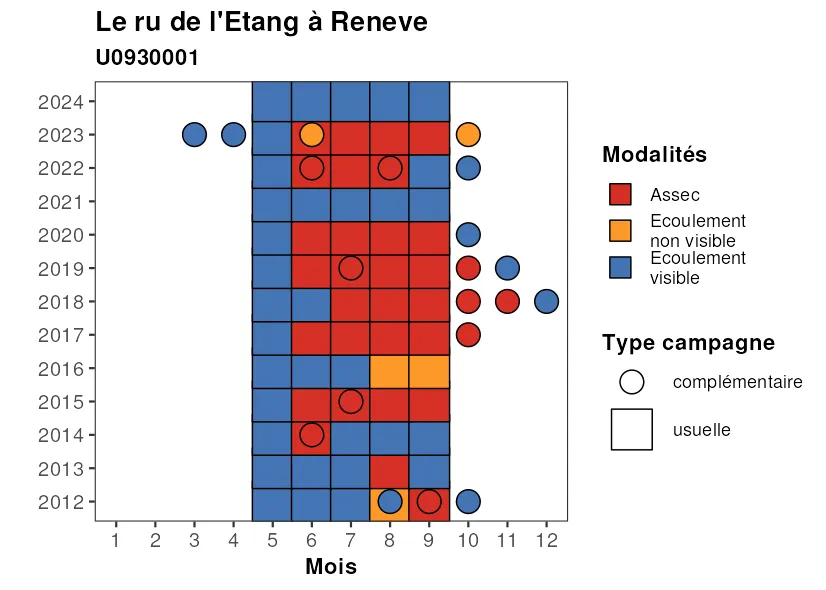 Le ru de l'Etang à Reneve
U0930001
2024
2023
2022
2021
2020
2019
2018
2017
2016
2015
2014
2013
2012
1 2 3 4 5 6 7 8 9 10 11 12
Mois
Modalités
Assec
Ecoulement
non visible
Ecoulement
visible
Type campagne
complémentaire
usuelle